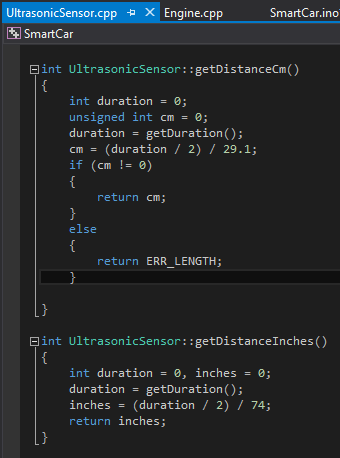 UltrasonicSensor.cpp Engine.cpp SmartCar.ino
SmartCar
int UltrasonicSensor::getDistanceCm()
{
int duration = 0;
unsigned int cm = 0;
duration = getDuration();
cm = (duration / 2) / 29.1;
if (cm != 0)
{
return cm;
}
else
{
return ERR_LENGTH;
}
}
int UltrasonicSensor::getDistanceInches()
{
int duration = 0, inches = 0;
duration = getDuration();
inches = (duration / 2) / 74;
return inches;
}